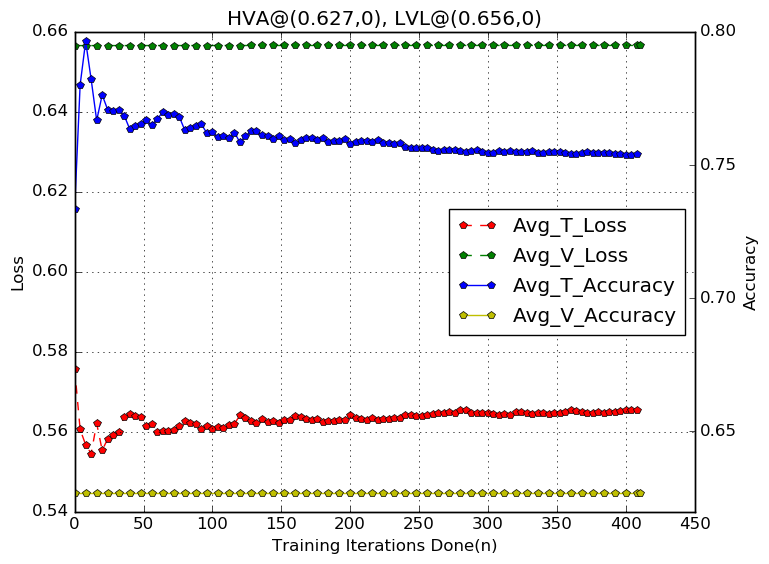 HVA@(0.627,0), LVL@(0.656,0)
0.66
0.64
0.62
0.60
0.58
0.56
0.54
Loss
0.80
0.75
0.70
0.65
Accuracy
Avg_T_Loss
Avg_V_Loss
Avg_T_Accuracy
Avg_V_Accuracy
0 50 100 150 200 250 300 350 400 450
Training Iterations Done(n)